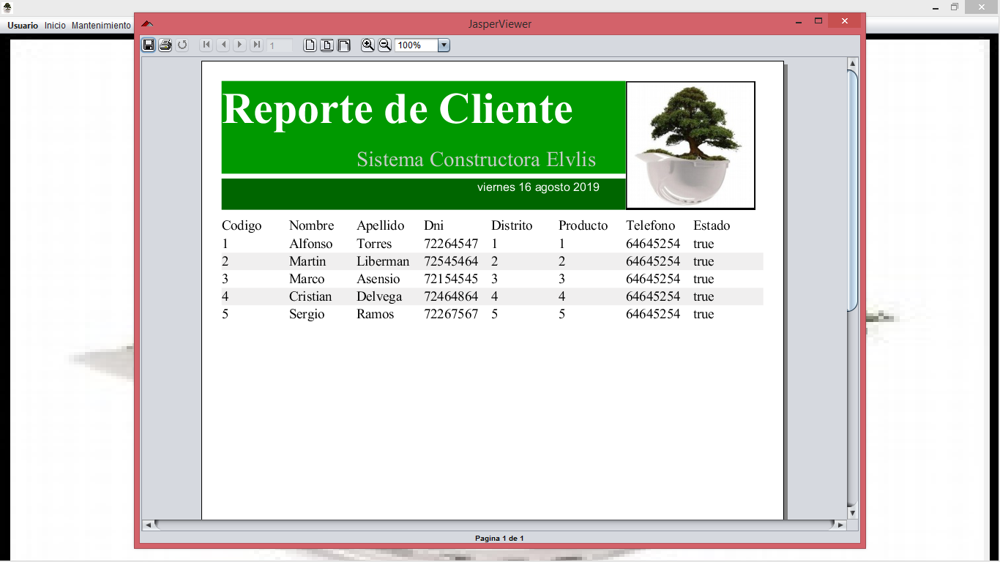 JasperViewer
Usuario Inicio Mantenimiento
1 100%
Reporte de Cliente
Sistema Constructora Elvlis
viernes 16 agosto 2019
Codigo Nombre Apellido Dni Distrito Producto Telefono Estado
1 Alfonso Torres 72264547 1 1 64645254 true
2 Martin Liberman 72545464 2 2 64645254 true
3 Marco Asensio 72154545 3 3 64645254 true
4 Cristian Delvega 72464864 4 4 64645254 true
5 Sergio Ramos 72267567 5 5 64645254 true
Pagina 1 de 1